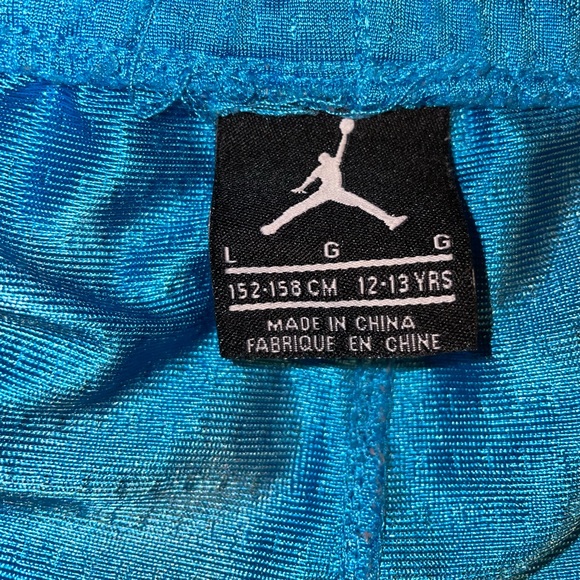 L G G
152-158 CM 12-13 YRS
MADE IN CHINA
FABRIQUE EN CHINE